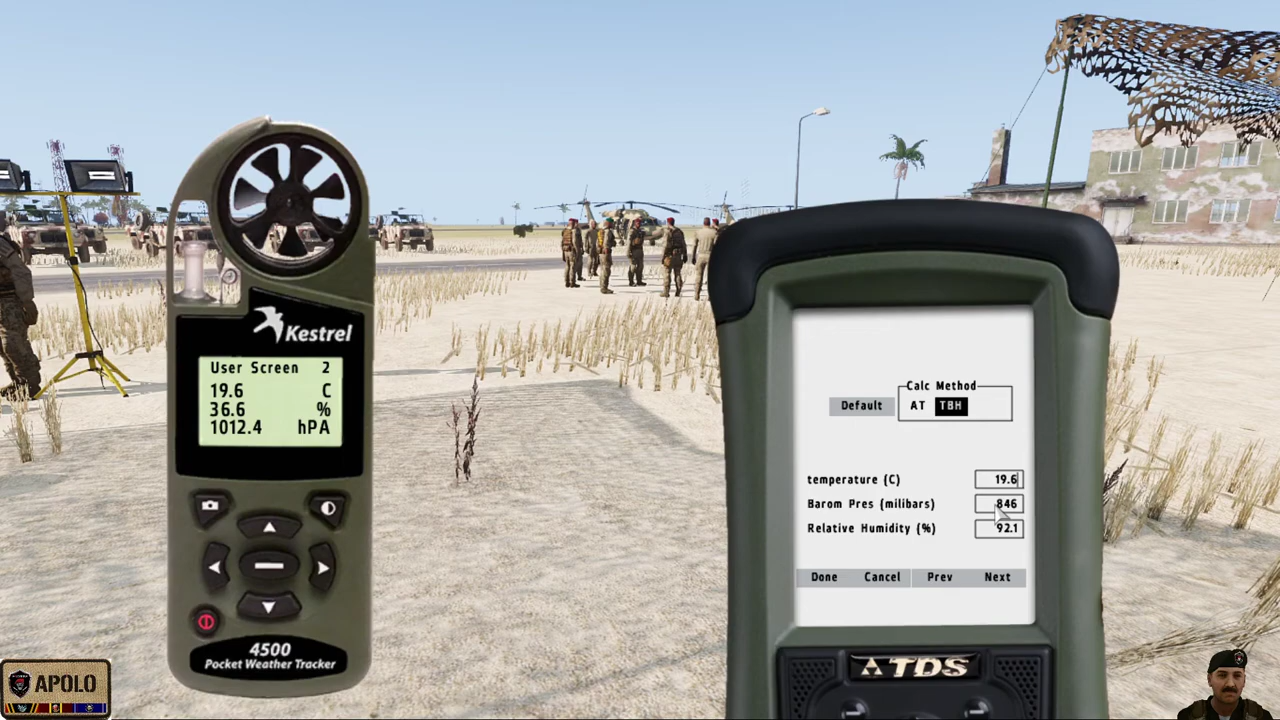 Kestrel
User Screen 2
19.6 C
36.6 %
1012.4 hPA
4500
Pocket Weather Tracker
Calc Method
Default AT TBH
temperature (C) 19.6
Barom Pres (milibars) 846
Relative Humidity (%) 92.1
Done Cancel Prev Next
TDS
APOLO